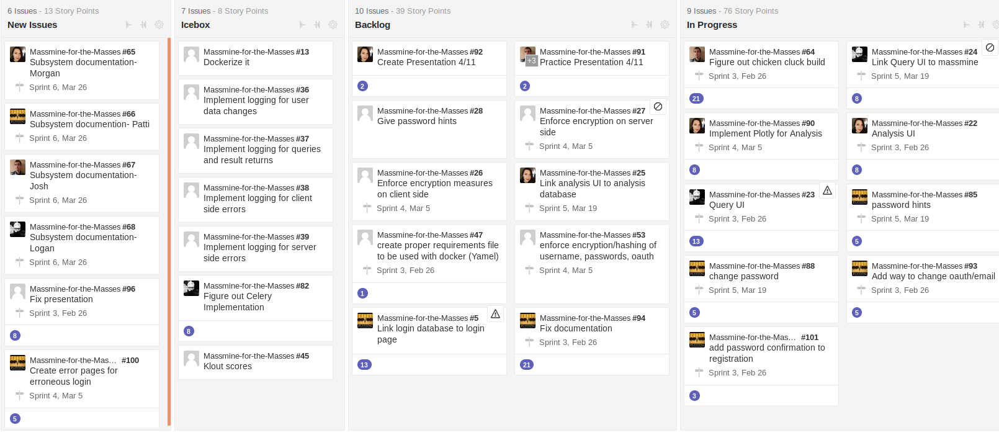 6 Issues - 13 Story Points
New Issues
Massmine-for-the-Masses #65
Subsystem documentation-
Morgan
Sprint 6, Mar 26
Massmine-for-the-Masses #66
Subsystem documention- Patti
Sprint 6, Mar 26
Massmine-for-the-Masses #67
Subsystem documentation-
Josh
Sprint 6, Mar 26
Massmine-for-the-Masses #68
Subsystem documentation-
Logan
Sprint 6, Mar 26
Massmine-for-the-Masses #96
Fix presentation
Sprint 3, Feb 26
8
Massmine-for-the-Mas... #100
Create error pages for
erroneous login
Sprint 4, Mar 5
5
7 Issues - 8 Story Points
Icebox
Massmine-for-the-Masses #13
Dockerize it
Massmine-for-the-Masses #36
Implement logging for user
data changes
Massmine-for-the-Masses #37
Implement logging for queries
and result returns
Massmine-for-the-Masses #38
Implement logging for client
side errors
Massmine-for-the-Masses #39
Implement logging for server
side errors
Massmine-for-the-Masses #82
Figure out Celery
Implementation
8
Massmine-for-the-Masses #45
Klout scores
10 Issues - 39 Story Points
Backlog
Massmine-for-the-Masses #92
Create Presentation 4/11
2
+3
Massmine-for-the-Masses #91
Practice Presentation 4/11
2
Massmine-for-the-Masses #28
Give password hints
Massmine-for-the-Masses #27
Enforce encryption on server
side
Sprint 4, Mar 5
Massmine-for-the-Masses #26
Enforce encryption measures
on client side
Sprint 4, Mar 5
Massmine-for-the-Masses #25
Link analysis UI to analysis
database
Sprint 5, Mar 19
Massmine-for-the-Masses #47
create proper requirements file
to be used with docker (Yamel)
Sprint 3, Feb 26
1
Massmine-for-the-Masses #53
enforce encryption/hashing of
username, passwords, oauth
Sprint 4, Mar 5
Massmine-for-the-Masses #5
Link login database to login
page
13
Massmine-for-the-Masses #94
Fix documentation
Sprint 3, Feb 26
21
9 Issues - 76 Story Points
In Progress
Massmine-for-the-Masses #64
Figure out chicken cluck build
Sprint 3, Feb 26
21
Massmine-for-the-Masses #24
Link Query UI to massmine
Sprint 5, Mar 19
8
Massmine-for-the-Masses #90
Implement Plotly for Analysis
Sprint 4, Mar 5
8
Massmine-for-the-Masses #22
Analysis UI
Sprint 3, Feb 26
8
Massmine-for-the-Masses #23
Query UI
Sprint 3, Feb 26
13
Massmine-for-the-Masses #85
password hints
Sprint 5, Mar 19
5
Massmine-for-the-Masses #88
change password
Sprint 5, Mar 19
5
Massmine-for-the-Masses #93
Add way to change oauth/email
Sprint 3, Feb 26
5
Massmine-for-the-Mas... #101
add password confirmation to
registration
Sprint 3, Feb 26
3